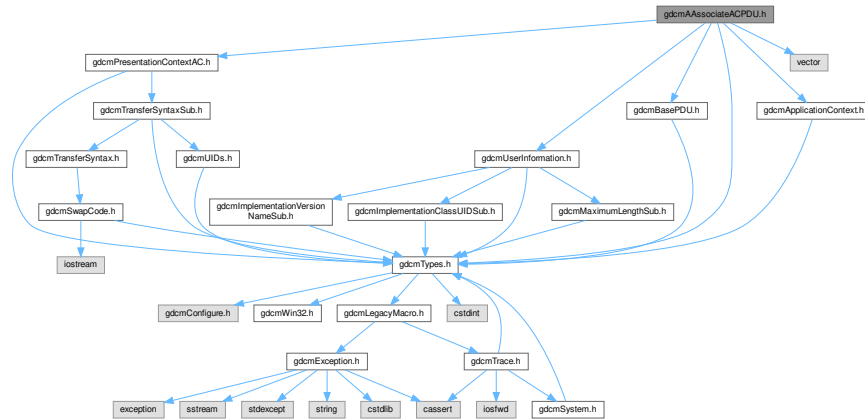 gdcmAAssociateACPDU.h
gdcmPresentationContextAC.h
vector
gdcmTransferSyntaxSub.h
gdcmBasePDU.h
gdcmApplicationContext.h
gdcmTransferSyntax.h
gdcmUIDs.h
gdcmUserInformation.h
gdcmSwapCode.h
gdcmImplementationVersion
NameSub.h
gdcmImplementationClassUIDSub.h
gdcmMaximumLengthSub.h
iostream
gdcmTypes.h
gdcmConfigure.h
gdcmWin32.h
gdcmLegacyMacro.h
cstdint
gdcmException.h
gdcmTrace.h
exception
sstream
stdexcept
string
cstdlib
cassert
iosfwd
gdcmSystem.h